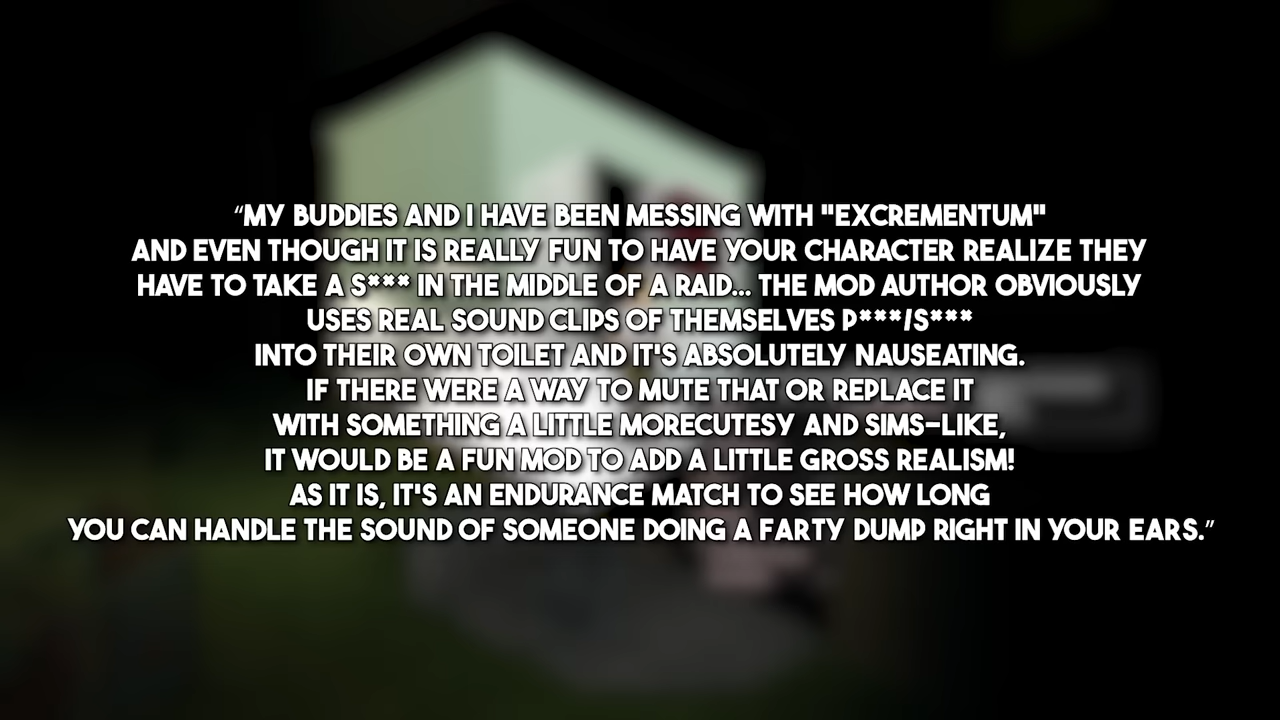 “MY BUDDIES AND I HAVE BEEN MESSING WITH "EXCREMENTUM"
AND EVEN THOUGH IT IS REALLY FUN TO HAVE YOUR CHARACTER REALIZE THEY
HAVE TO TAKE A S*** IN THE MIDDLE OF A RAID... THE MOD AUTHOR OBVIOUSLY
USES REAL SOUND CLIPS OF THEMSELVES P***/S***
INTO THEIR OWN TOILET AND IT'S ABSOLUTELY NAUSEATING.
IF THERE WERE A WAY TO MUTE THAT OR REPLACE IT
WITH SOMETHING A LITTLE MORECUTESY AND SIMS-LIKE,
IT WOULD BE A FUN MOD TO ADD A LITTLE GROSS REALISM!
AS IT IS, IT'S AN ENDURANCE MATCH TO SEE HOW LONG
YOU CAN HANDLE THE SOUND OF SOMEONE DOING A FARTY DUMP RIGHT IN YOUR EARS.”